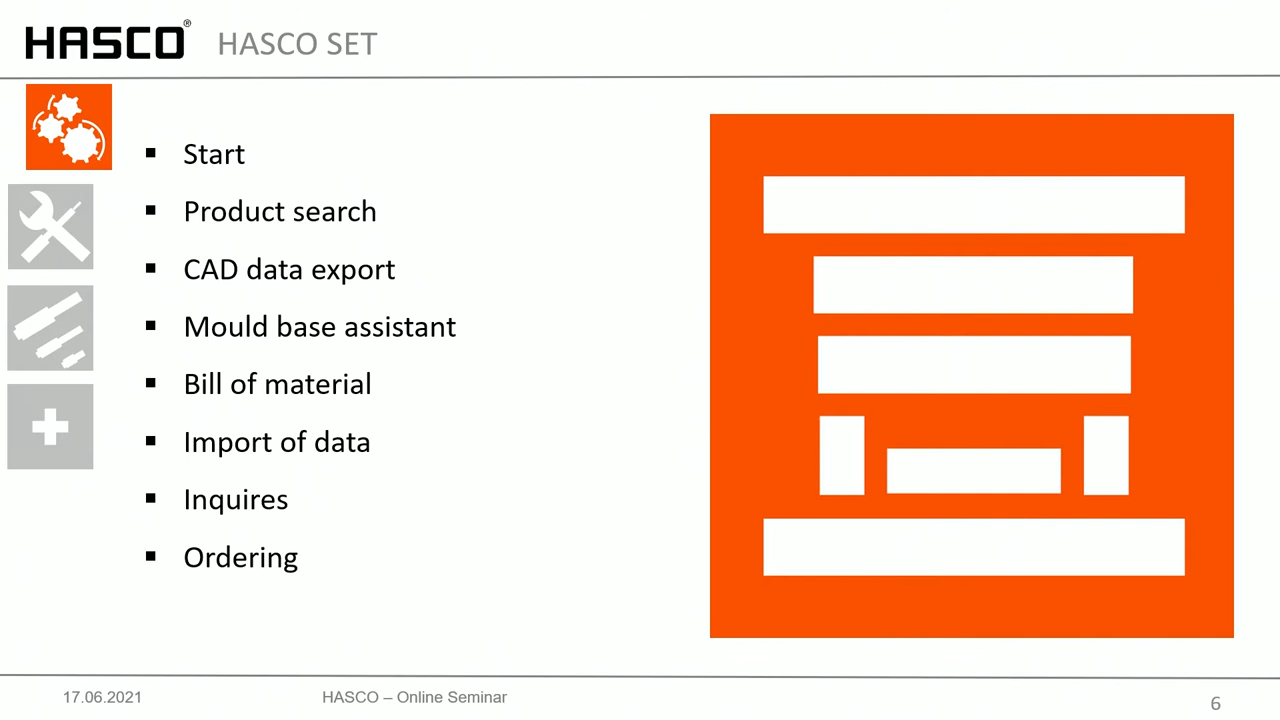 HASCO® HASCO SET
▪ Start
▪ Product search
▪ CAD data export
▪ Mould base assistant
▪ Bill of material
▪ Import of data
▪ Inquires
▪ Ordering
17.06.2021 HASCO – Online Seminar 6